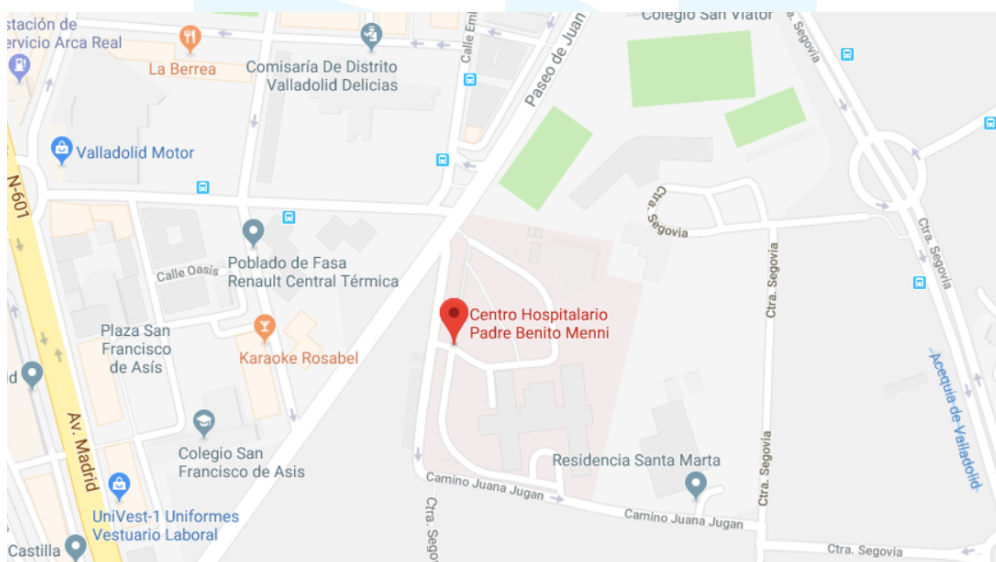 stación de
ervicio Arca Real
La Berrea
Comisaría De Distrito
Valladolid Delicias
Calle Emi
Paseo de Juan
Colegio San Viator
Ctra. Segovia
Valladolid Motor
N-601
Calle Oasis
Poblado de Fasa
Renault Central Térmica
Ctra.
Segovia
Ctra. Segovia
Ctra. Segovia
Centro Hospitalario
Padre Benito Menni
Plaza San
Francisco
de Asís
Karaoke Rosabel
d
Acequia de Valladolid
Av. Madrid
Colegio San
Francisco de Asis
Residencia Santa Marta
Camino Juana Jugan
Ctra. Segovia
UniVest-1 Uniformes
Vestuario Laboral
Ctra. Segov
Camino Juana Jugan
Castilla
Ctra. Segovia